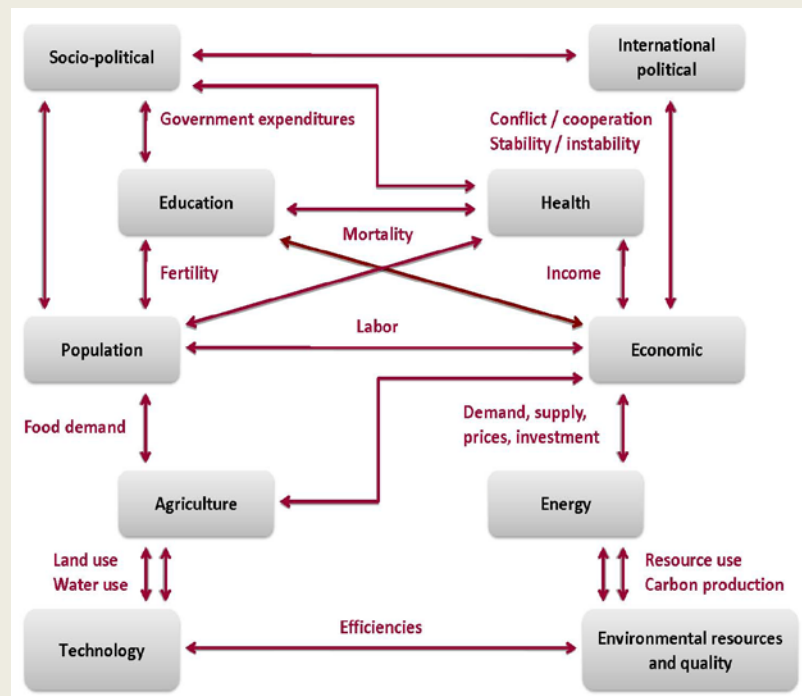 Socio-political
International
political
Government expenditures
Conflict / cooperation
Stability / instability
Education
Health
Mortality
Fertility
Income
Labor
Population
Economic
Food demand
Demand, supply,
prices, investment
Agriculture
Energy
Land use
Water use
Resource use
Carbon production
Efficiencies
Technology
Environmental resources
and quality